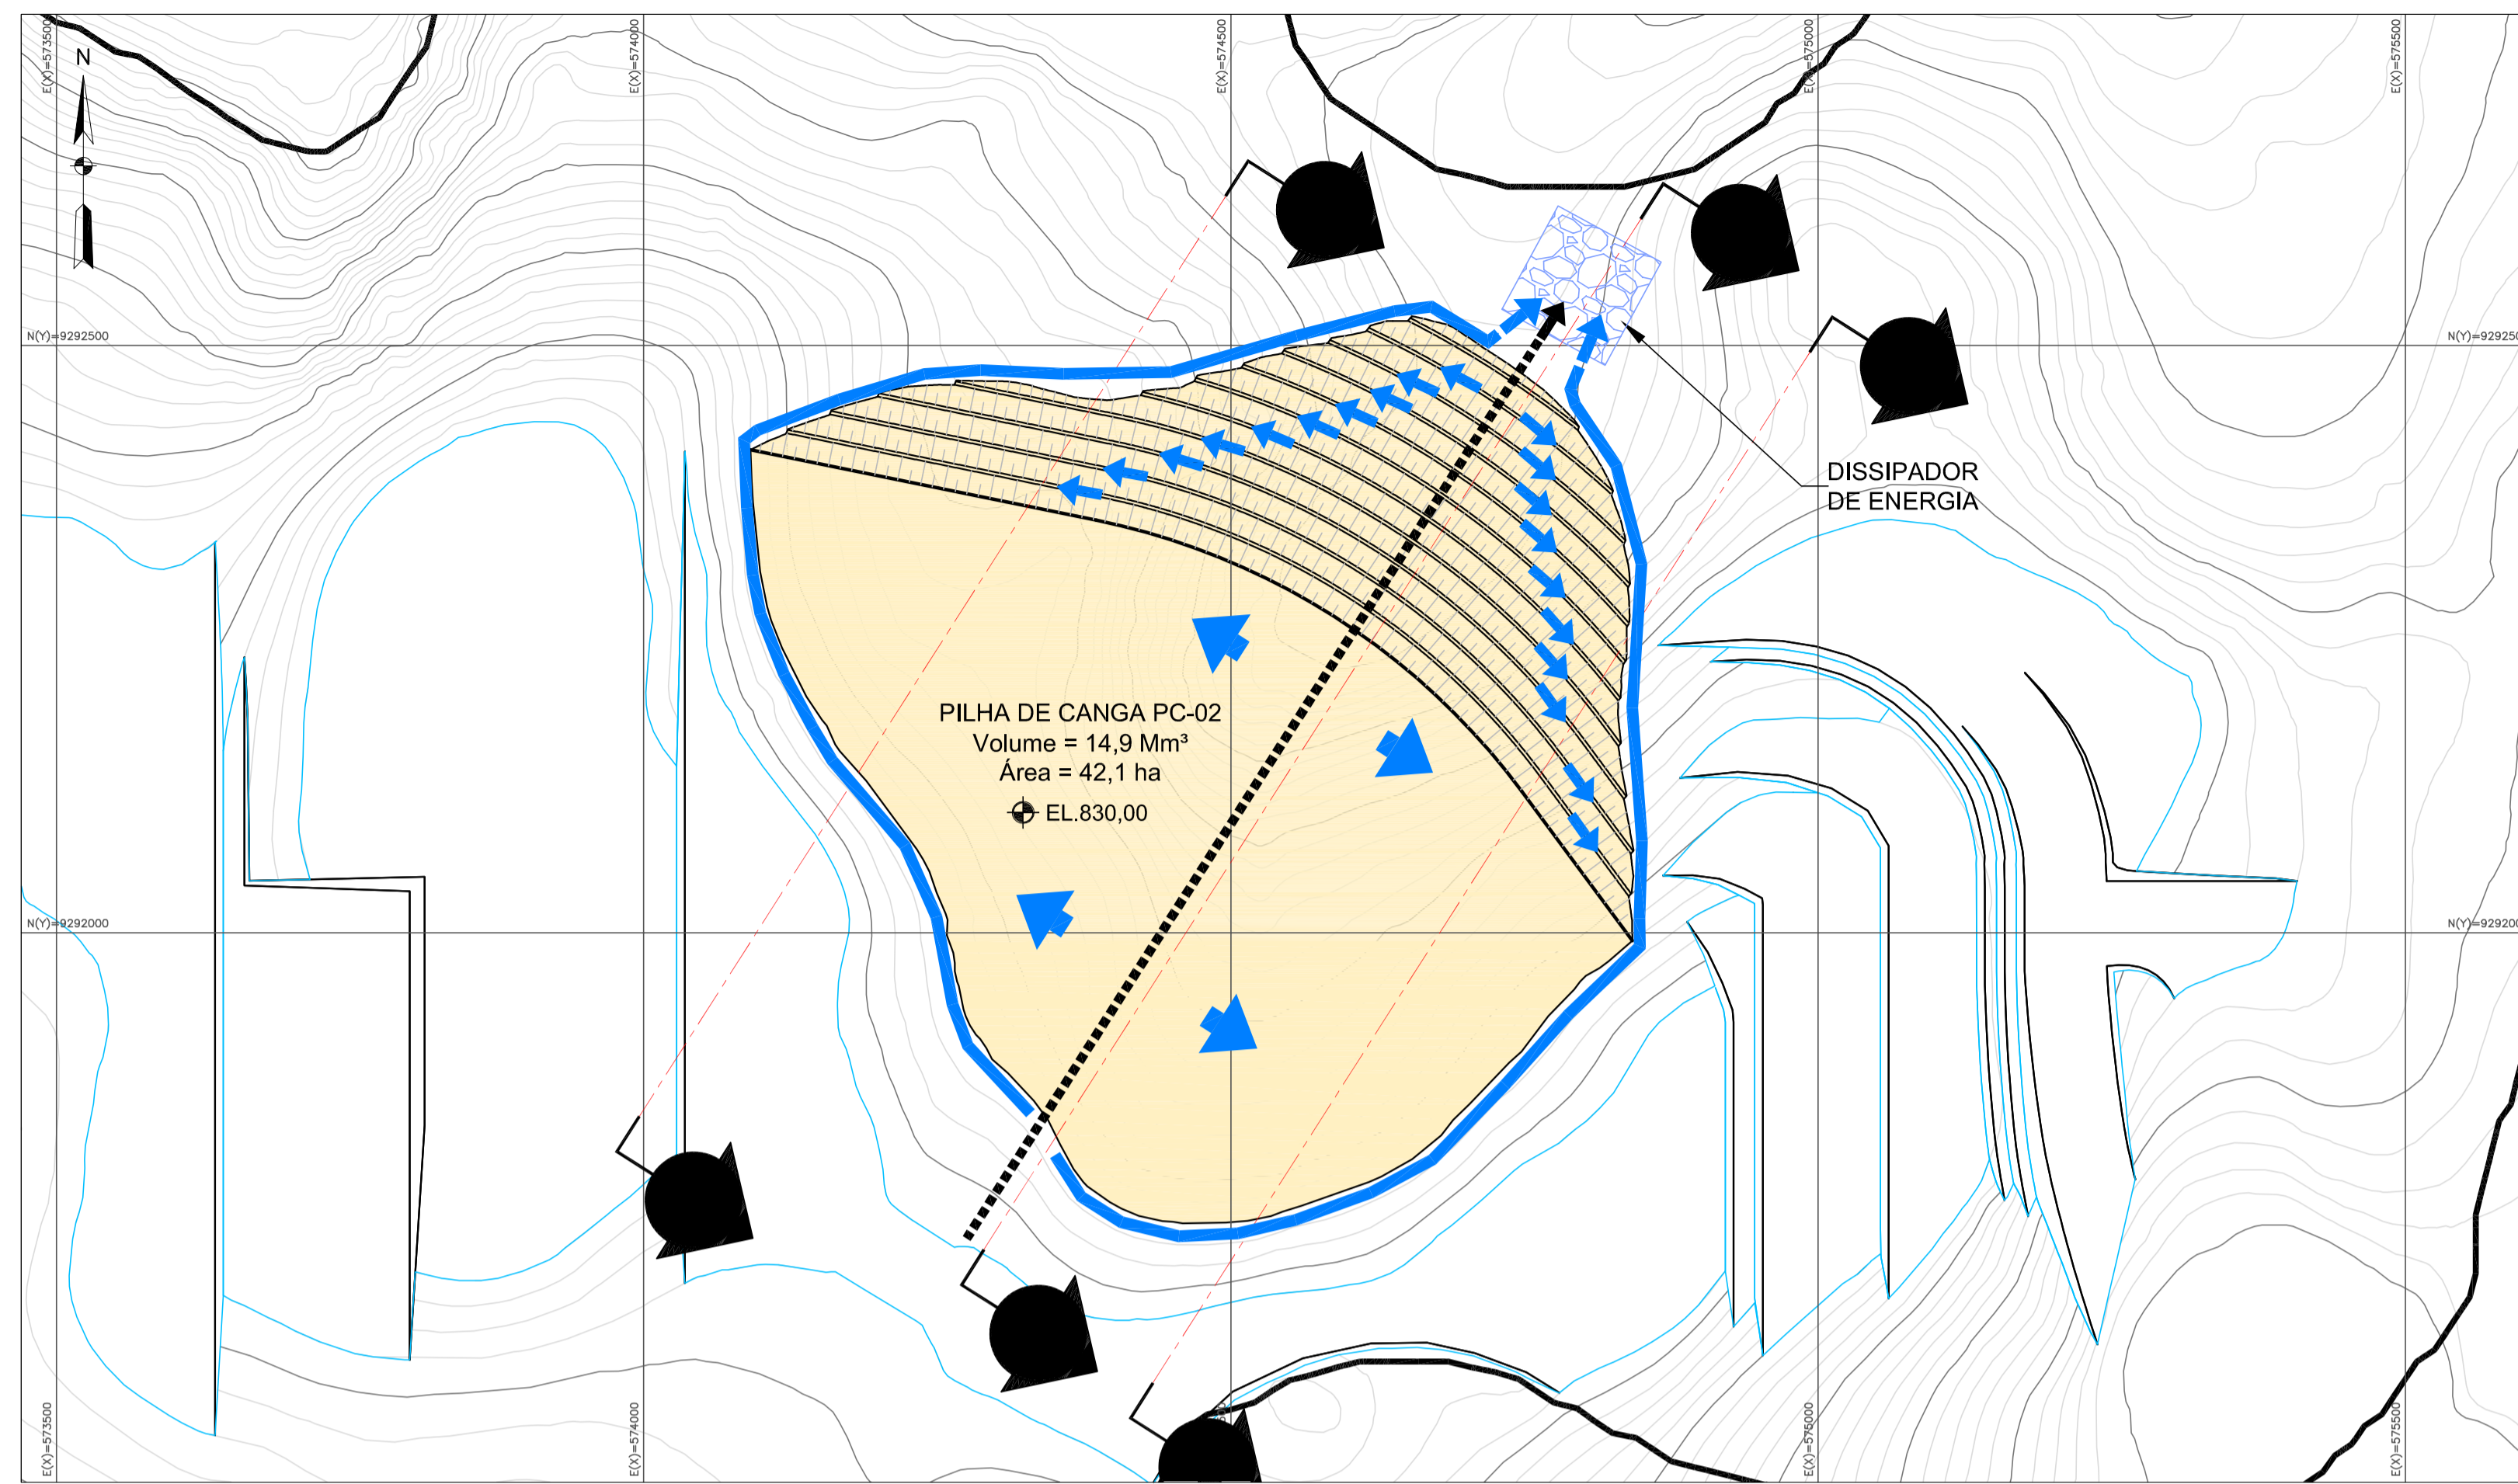 E(X)=573500
E(X)=574000
E(X)=574500
E(X)=575000
E(X)=575500
N
N(Y)=9292500
N(Y)=929250
DISSIPADOR
DE ENERGIA
PILHA DE CANGA PC-02
Volume = 14,9 Mm³
Área = 42,1 ha
EL.830,00
N(Y)=9292000
N(Y)=929200
E(X)=573500
E(X)=574000
E(X)=575000
E(X)=575500